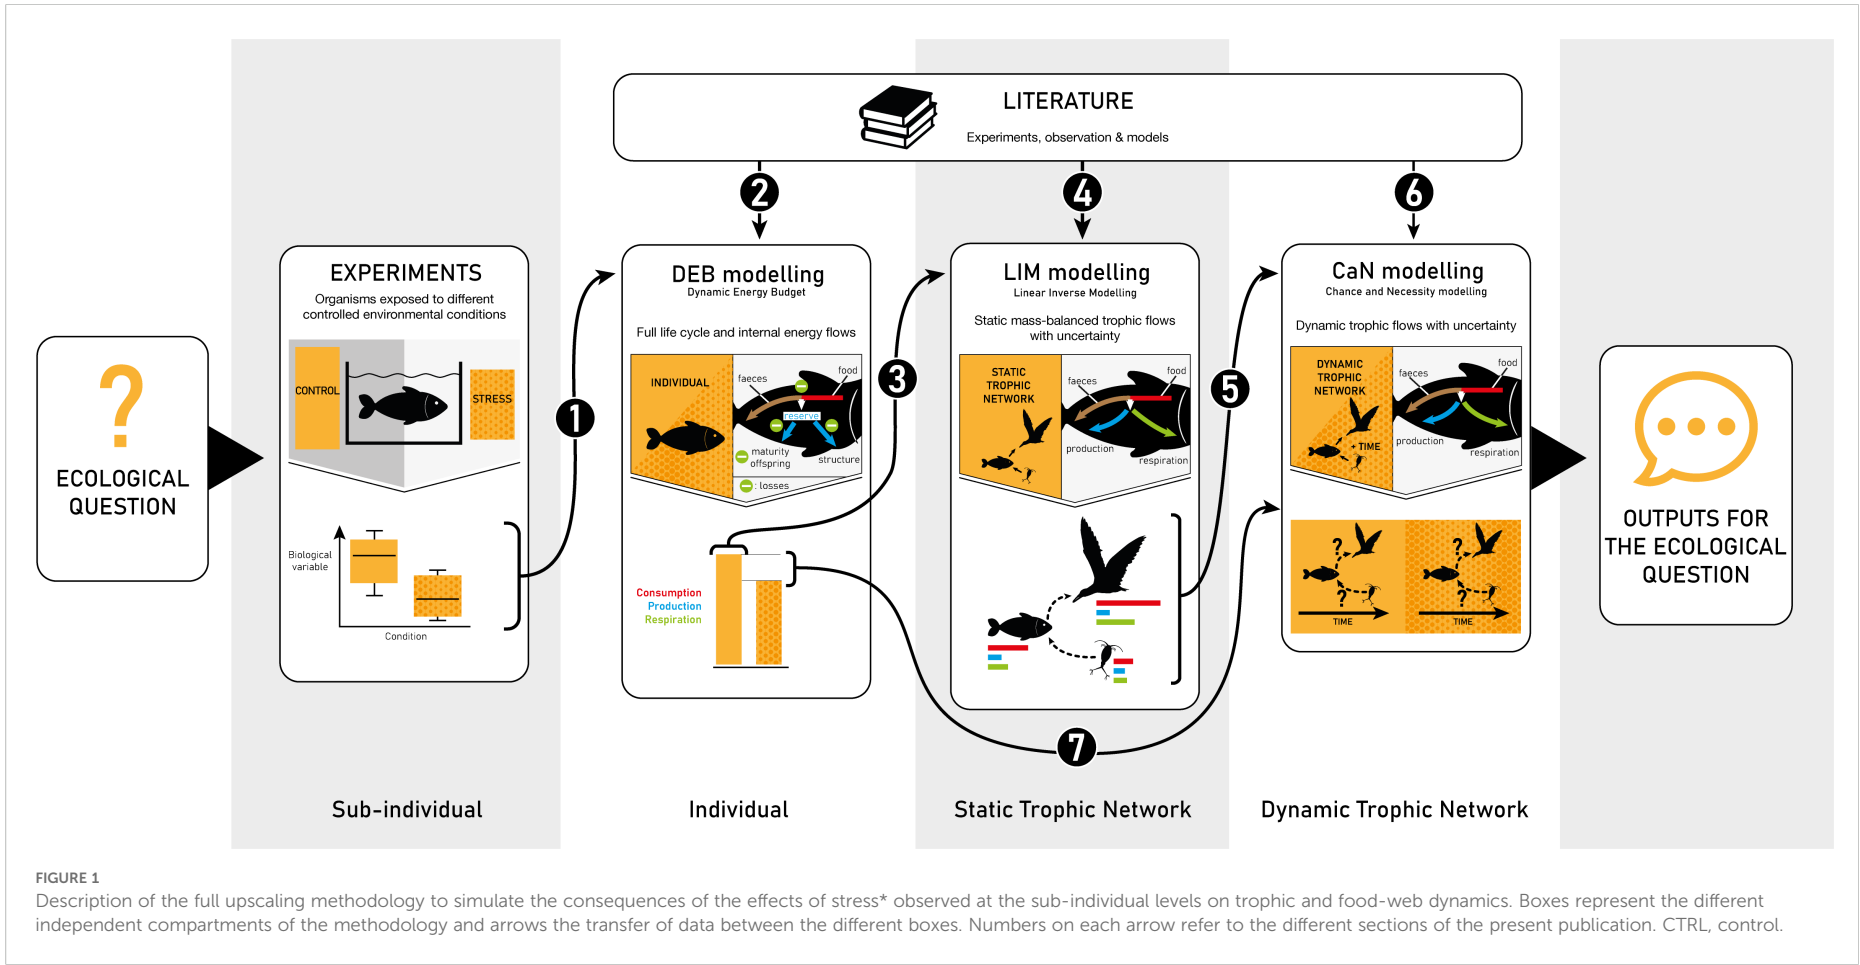 LITERATURE
Experiments, observation & models
2
4
6
?
ECOLOGICAL
QUESTION
EXPERIMENTS
Organisms exposed to different
controlled environmental conditions
CONTROL
STRESS
Biological
variable
Condition
1
DEB modelling
Dynamic Energy Budget
Full life cycle and internal energy flows
INDIVIDUAL
faeces
food
reserve
maturity
offspring
structure
: losses
Consumption
Production
Respiration
3
LIM modelling
Linear Inverse Modelling
Static mass-balanced trophic flows
with uncertainty
STATIC
TROPHIC
NETWORK
faeces
food
production
respiration
5
7
CaN modelling
Chance and Necessity modelling
Dynamic trophic flows with uncertainty
DYNAMIC
TROPHIC
NETWORK
+ TIME
faeces
food
production
respiration
?
?
TIME
?
?
TIME
OUTPUTS FOR
THE ECOLOGICAL
QUESTION
Sub-individual
Individual
Static Trophic Network
Dynamic Trophic Network
FIGURE 1
Description of the full upscaling methodology to simulate the consequences of the effects of stress* observed at the sub-individual levels on trophic and food-web dynamics. Boxes represent the different
independent compartments of the methodology and arrows the transfer of data between the different boxes. Numbers on each arrow refer to the different sections of the present publication. CTRL, control.